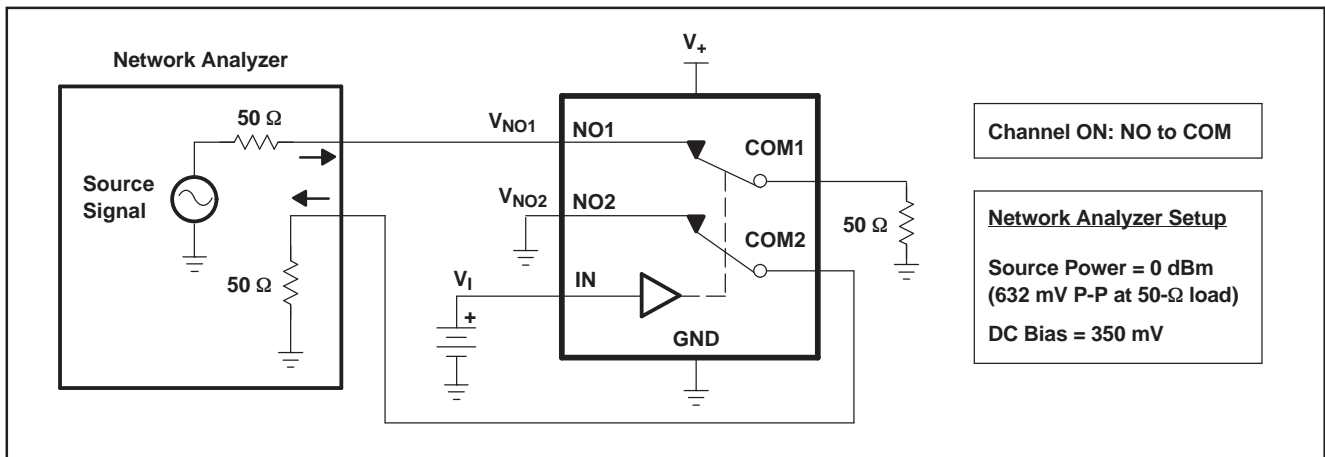 V+
Network Analyzer
50 Ω
VNO1
NO1
COM1
Source
Signal
VNO2
NO2
COM2
50 Ω
50 Ω
VI
IN
+
GND
Channel ON: NO to COM
Network Analyzer Setup
Source Power = 0 dBm
(632 mV P-P at 50-Ω load)
DC Bias = 350 mV